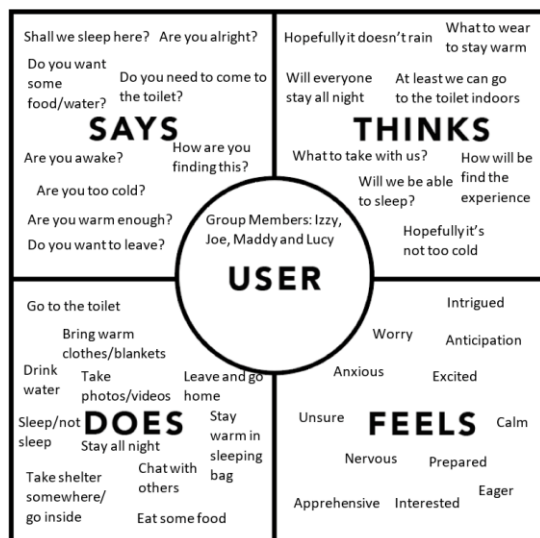 Shall we sleep here?
Are you alright?
Do you want
some
food/water?
Do you need to come to
the toilet?
SAYS
How are you
finding this?
Are you awake?
Are you too cold?
Are you warm enough?
Do you want to leave?
Hopefully it doesn't rain
What to wear
to stay warm
Will everyone
stay all night
At least we can go
to the toilet indoors
THINKS
What to take with us?
How will be
find the
experience
Will we be able
to sleep?
Hopefully it's
not too cold
Group Members: Izzy,
Joe, Maddy and Lucy
USER
Go to the toilet
Bring warm
clothes/blankets
Drink
water
Take
photos/videos
Leave and go
home
Sleep/not
sleep
DOES
Stay
warm in
sleeping
bag
Stay all night
Take shelter
somewhere/
go inside
Chat with
others
Eat some food
Intrigued
Worry
Anticipation
Anxious
Excited
Unsure
FEELS
Calm
Nervous
Prepared
Apprehensive
Interested
Eager